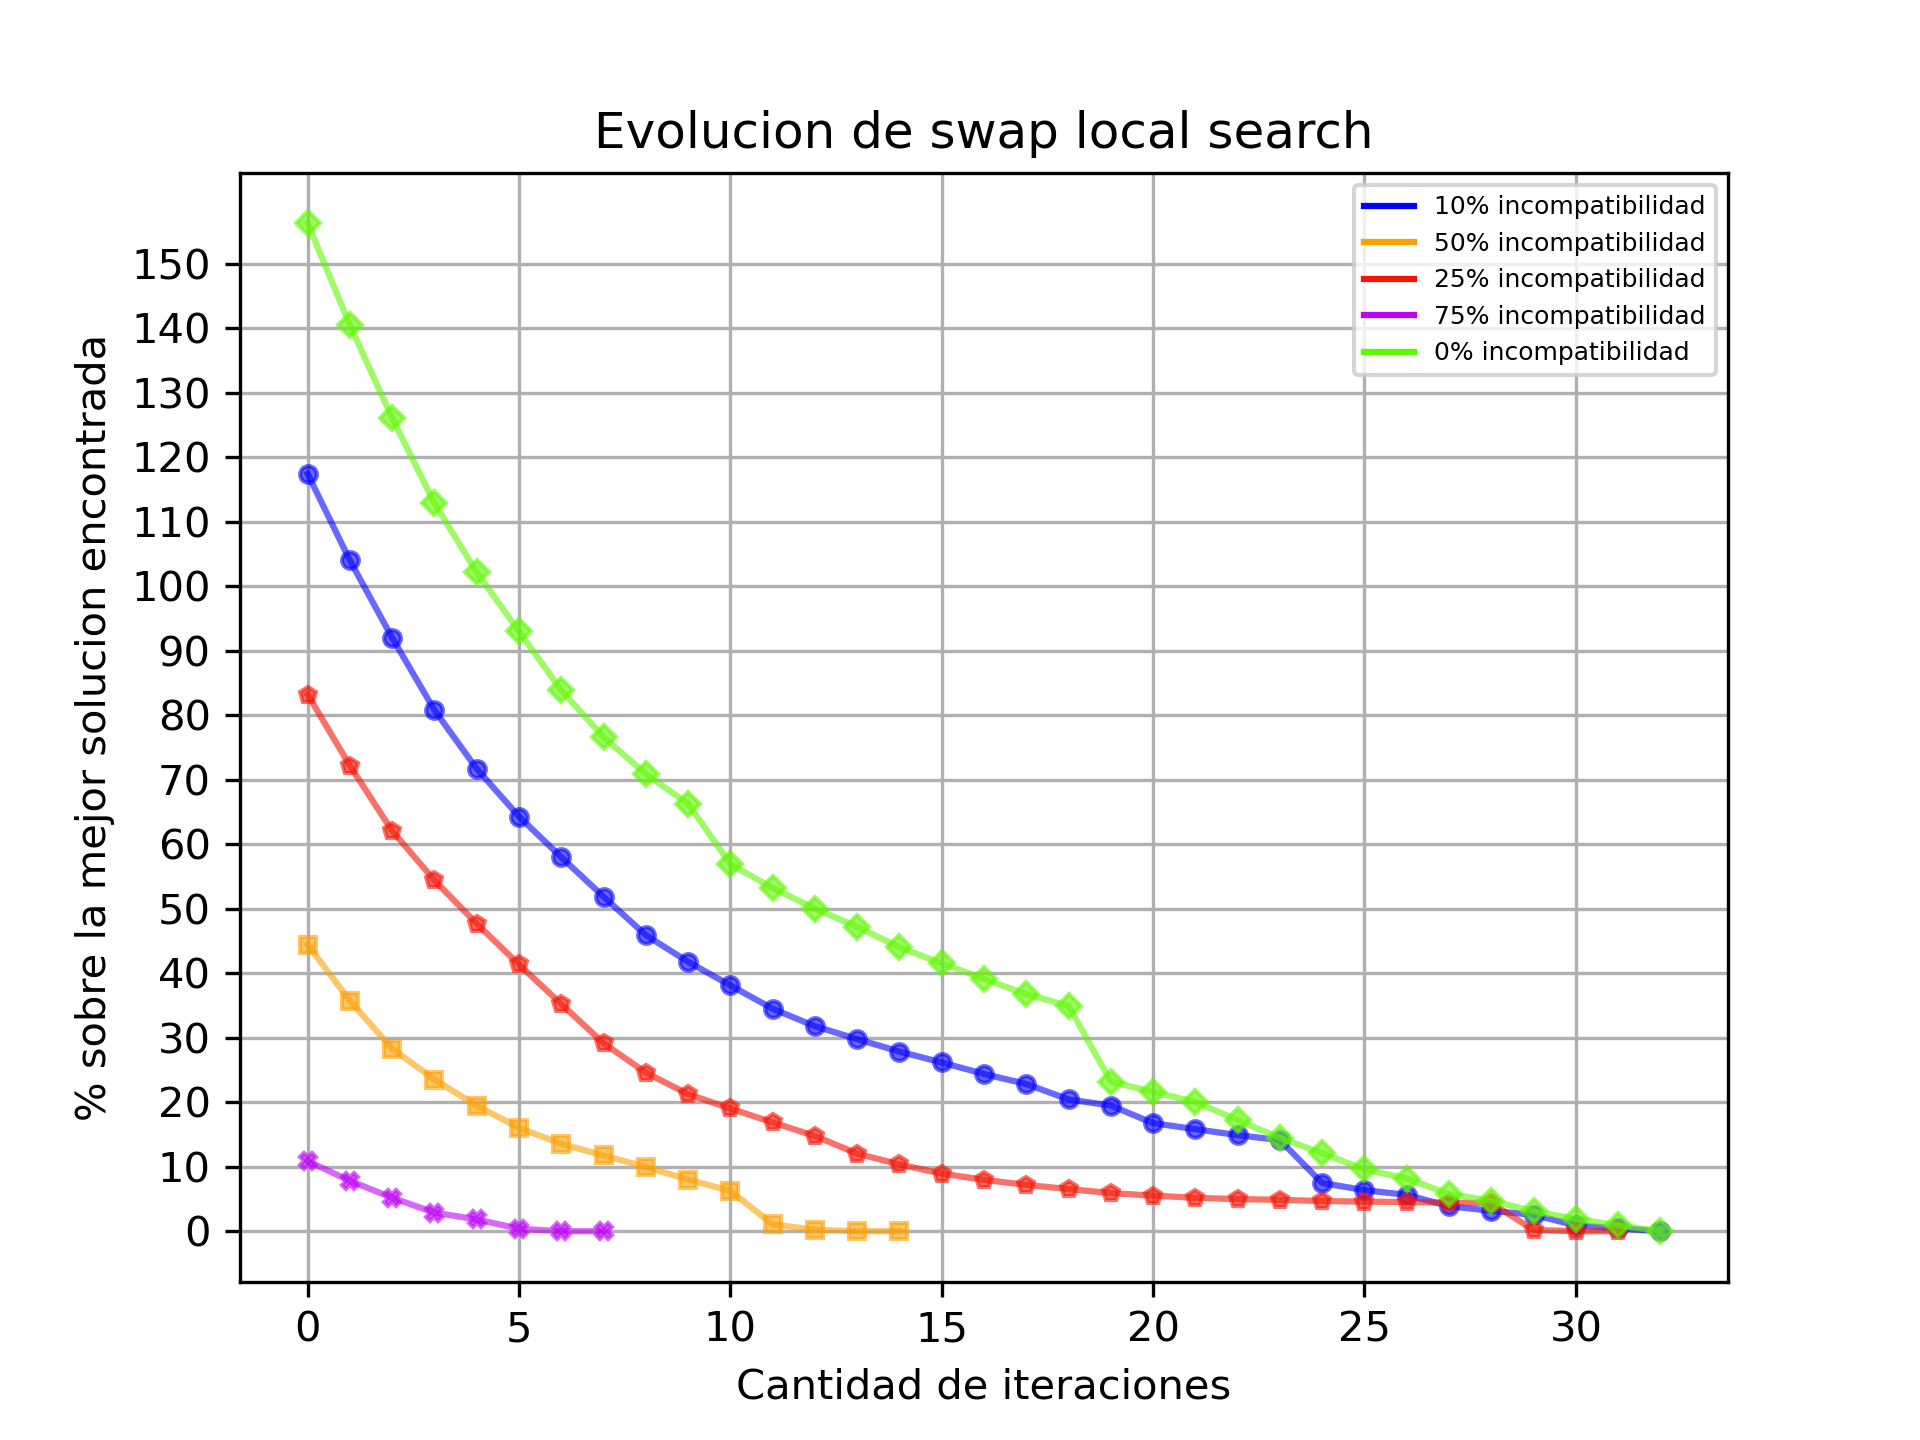 Evolucion de swap local search
% sobre la mejor solucion encontrada
150
140
130
120
110
100
90
80
70
60
50
40
30
20
10
0
10% incompatibilidad
50% incompatibilidad
25% incompatibilidad
75% incompatibilidad
0% incompatibilidad
0 5 10 15 20 25 30
Cantidad de iteraciones